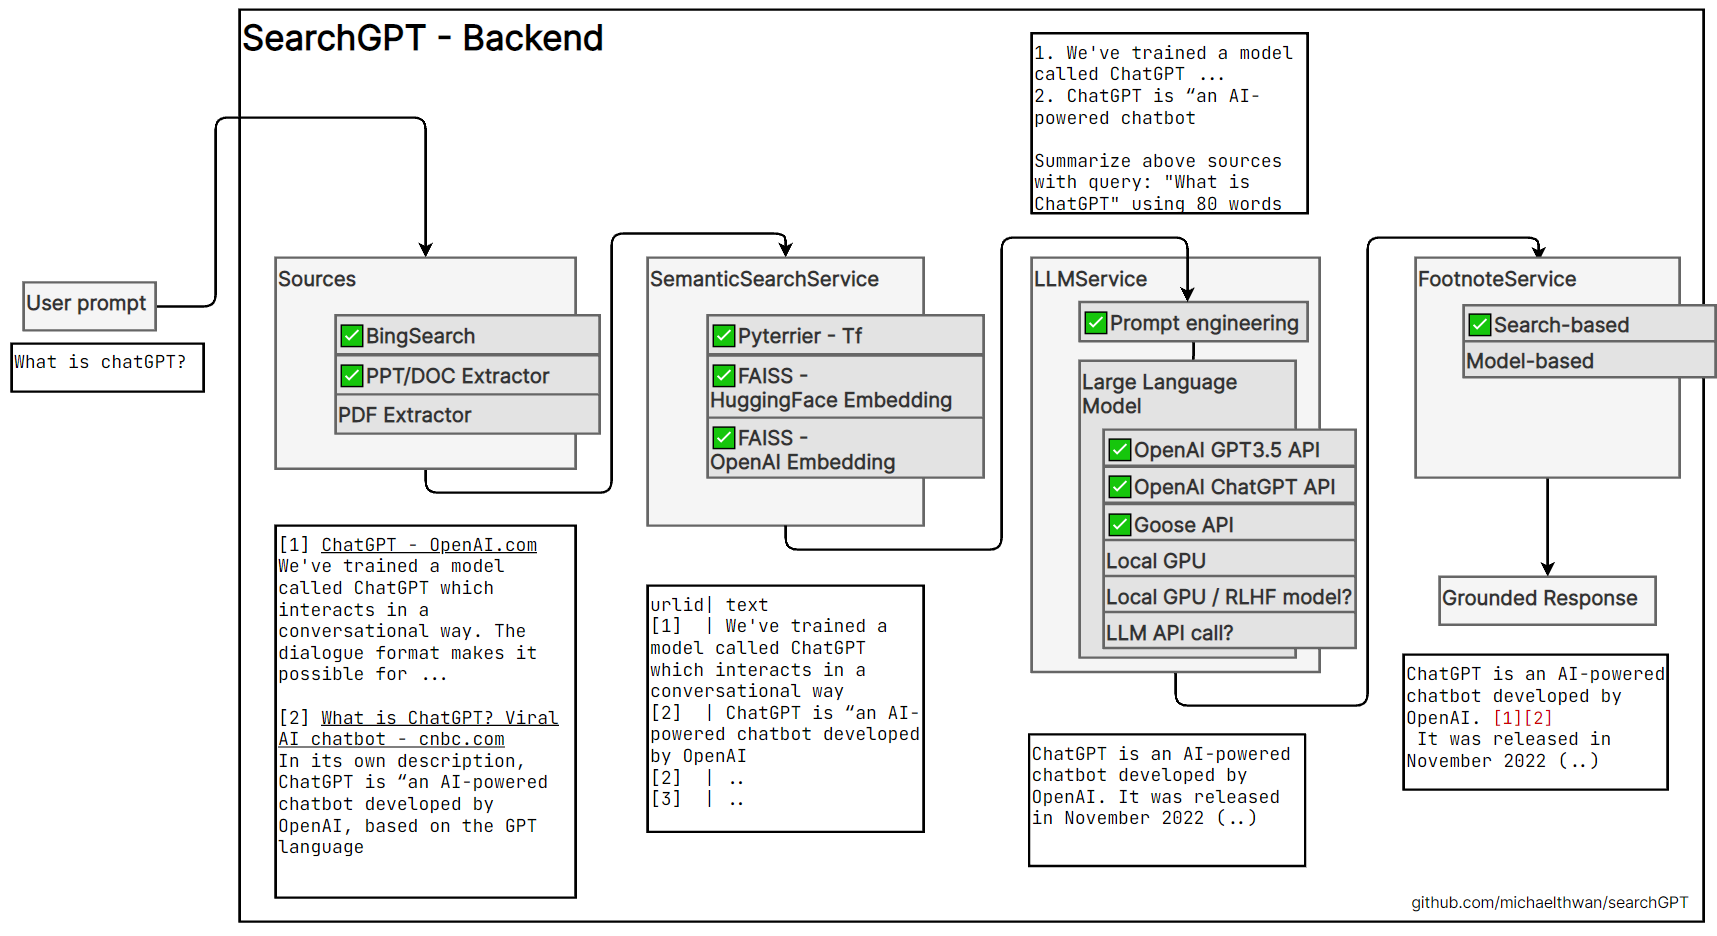 SearchGPT - Backend
User prompt
What is chatGPT?
Sources
✅BingSearch
✅PPT/DOC Extractor
PDF Extractor
[1] ChatGPT - OpenAI.com
We've trained a model
called ChatGPT which
interacts in a
conversational way. The
dialogue format makes it
possible for ...
[2] What is ChatGPT? Viral
AI chatbot - cnbc.com
In its own description,
ChatGPT is “an AI-powered
chatbot developed by
OpenAI, based on the GPT
language
SemanticSearchService
✅Pyterrier - Tf
✅FAISS -
HuggingFace Embedding
✅FAISS -
OpenAI Embedding
urlid| text
[1]  | We've trained a
model called ChatGPT
which interacts in a
conversational way
[2]  | ChatGPT is “an AI-
powered chatbot developed
by OpenAI
[2]  | ..
[3]  | ..
1. We've trained a model
called ChatGPT ...
2. ChatGPT is “an AI-
powered chatbot
Summarize above sources
with query: "What is
ChatGPT" using 80 words
LLMService
✅Prompt engineering
Large Language
Model
✅OpenAI GPT3.5 API
✅OpenAI ChatGPT API
✅Goose API
Local GPU
Local GPU / RLHF model?
LLM API call?
ChatGPT is an AI-powered
chatbot developed by
OpenAI. It was released
in November 2022 (..)
FootnoteService
✅Search-based
Model-based
Grounded Response
ChatGPT is an AI-powered
chatbot developed by
OpenAI. [1][2]
It was released in
November 2022 (..)
github.com/michaelthwan/searchGPT